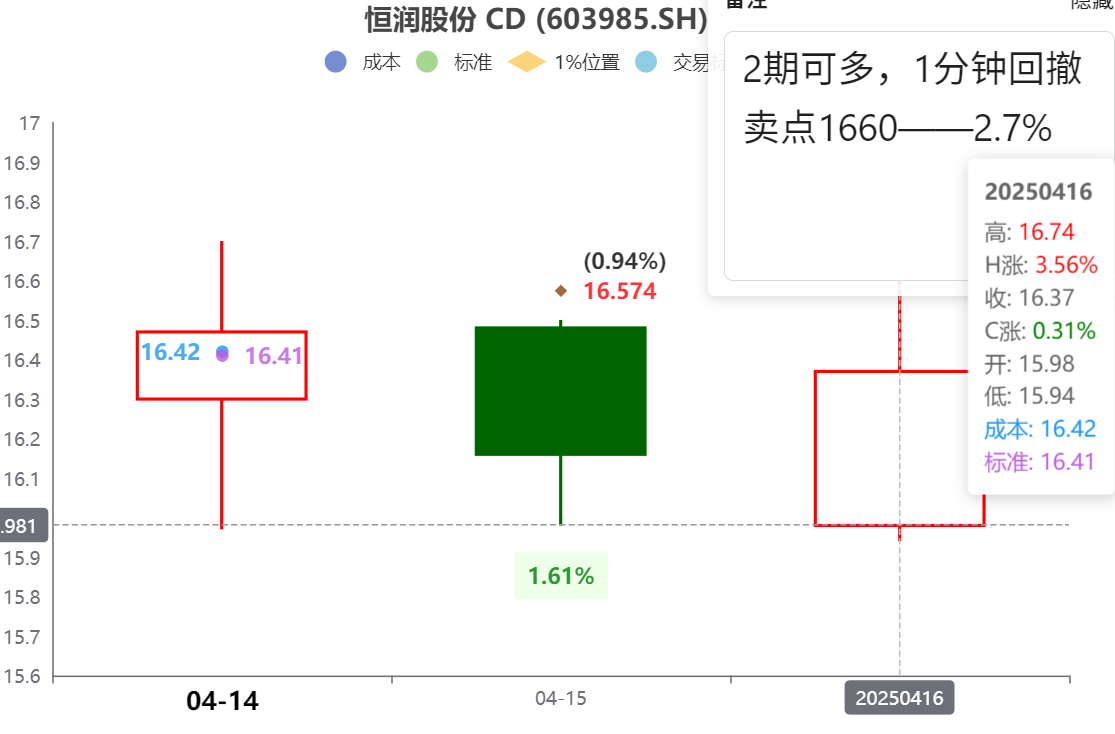 恒润股份 CD (603985.SH)
成本 标准 1%位置 交易
隐藏
2期可多，1分钟回撤
卖点1660——2.7%
20250416
高: 16.74
H涨: 3.56%
收: 16.37
C涨: 0.31%
开: 15.98
低: 15.94
成本: 16.42
标准: 16.41
17
16.9
16.8
16.7
16.6
16.5
16.4
16.3
16.2
16.1
.981
15.9
15.8
15.7
15.6
16.42 16.41
(0.94%)
16.574
1.61%
04-14 04-15 20250416